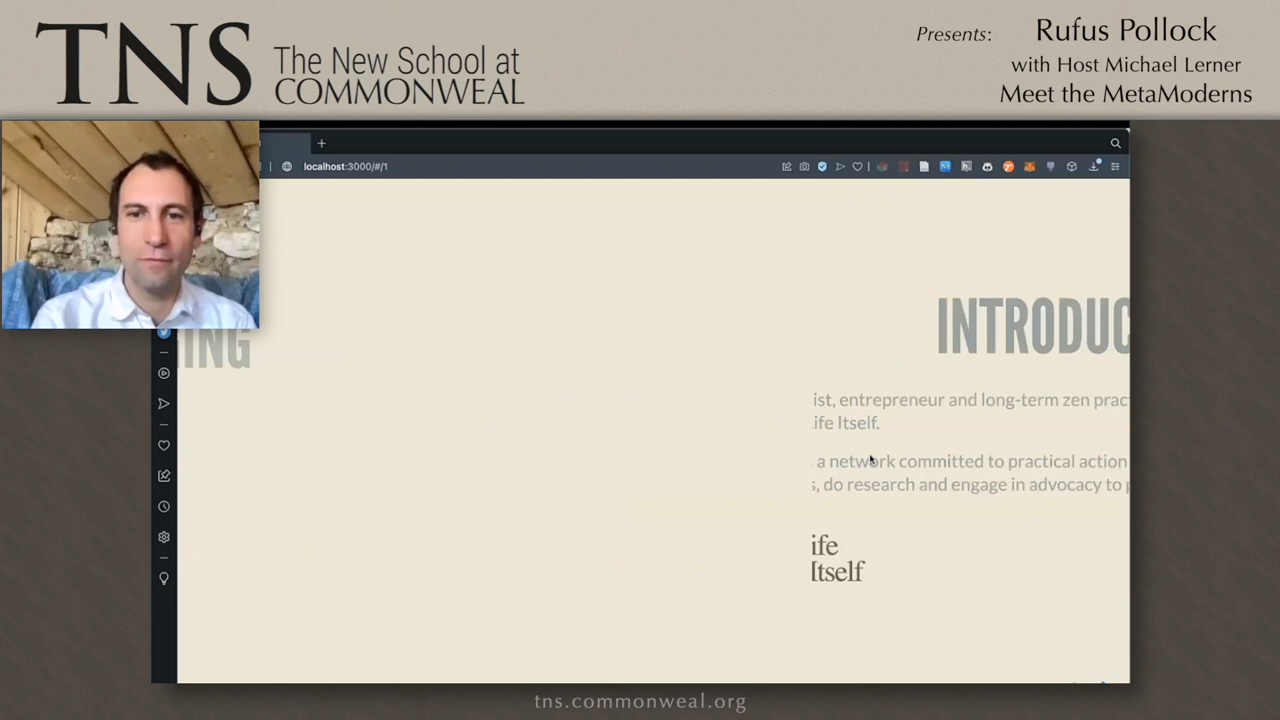 TNS
The New School at
COMMONWEAL
Presents: Rufus Pollock
with Host Michael Lerner
Meet the MetaModerns
localhost:3000/#/1
INTRODUC
ist, entrepreneur and long-term zen prac
ife Itself.
a network committed to practical action
s, do research and engage in advocacy to p
ife
Itself
tns.commonweal.org